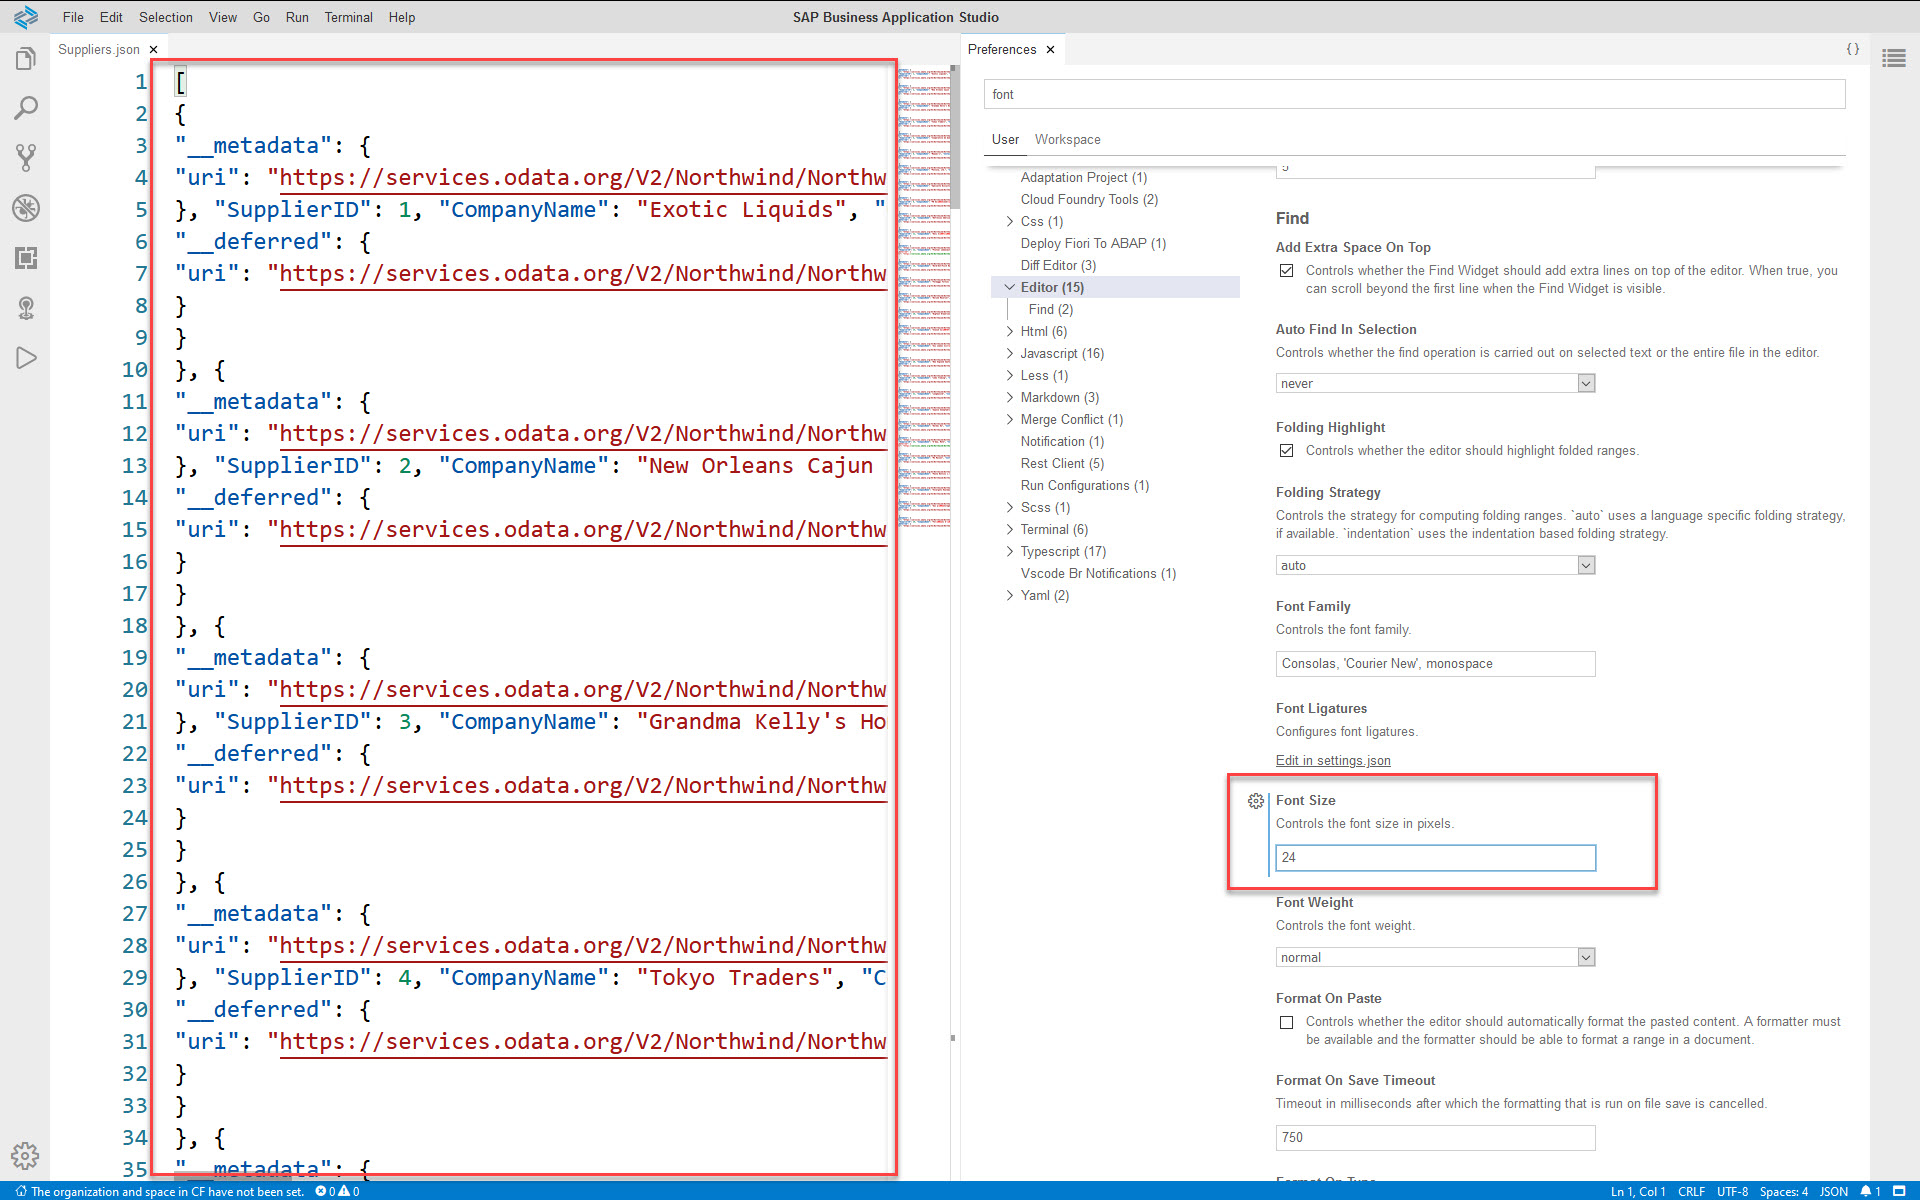 File Edit Selection View Go Run Terminal Help
SAP Business Application Studio
Suppliers.json ×
1 [
2 {
3 "__metadata": {
4 "uri": "https://services.odata.org/V2/Northwind/Northw
5 }, "SupplierID": 1, "CompanyName": "Exotic Liquids", "
6 "__deferred": {
7 "uri": "https://services.odata.org/V2/Northwind/Northw
8 }
9 }
10 }, {
11 "__metadata": {
12 "uri": "https://services.odata.org/V2/Northwind/Northw
13 }, "SupplierID": 2, "CompanyName": "New Orleans Cajun
14 "__deferred": {
15 "uri": "https://services.odata.org/V2/Northwind/Northw
16 }
17 }
18 }, {
19 "__metadata": {
20 "uri": "https://services.odata.org/V2/Northwind/Northw
21 }, "SupplierID": 3, "CompanyName": "Grandma Kelly's Ho
22 "__deferred": {
23 "uri": "https://services.odata.org/V2/Northwind/Northw
24 }
25 }
26 }, {
27 "__metadata": {
28 "uri": "https://services.odata.org/V2/Northwind/Northw
29 }, "SupplierID": 4, "CompanyName": "Tokyo Traders", "C
30 "__deferred": {
31 "uri": "https://services.odata.org/V2/Northwind/Northw
32 }
33 }
34 }, {
35 "__metadata": {
Preferences × { }
font
User Workspace
Adaptation Project (1)
Cloud Foundry Tools (2)
Css (1)
Deploy Fiori To ABAP (1)
Diff Editor (3)
Editor (15)
Find (2)
Html (6)
Javascript (16)
Less (1)
Markdown (3)
Merge Conflict (1)
Notification (1)
Rest Client (5)
Run Configurations (1)
Scss (1)
Terminal (6)
Typescript (17)
Vscode Br Notifications (1)
Yaml (2)
Find
Add Extra Space On Top
Controls whether the Find Widget should add extra lines on top of the editor. When true, you
can scroll beyond the first line when the Find Widget is visible.
Auto Find In Selection
Controls whether the find operation is carried out on selected text or the entire file in the editor.
never
Folding Highlight
Controls whether the editor should highlight folded ranges.
Folding Strategy
Controls the strategy for computing folding ranges. `auto` uses a language specific folding strategy,
if available. `indentation` uses the indentation based folding strategy.
auto
Font Family
Controls the font family.
Consolas, 'Courier New', monospace
Font Ligatures
Configures font ligatures.
Edit in settings.json
Font Size
Controls the font size in pixels.
24
Font Weight
Controls the font weight.
normal
Format On Paste
Controls whether the editor should automatically format the pasted content. A formatter must
be available and the formatter should be able to format a range in a document.
Format On Save Timeout
Timeout in milliseconds after which the formatting that is run on file save is cancelled.
750
Format On Type
The organization and space in CF have not been set. 0 0
Ln 1, Col 1 CRLF UTF-8 Spaces: 4 JSON 1